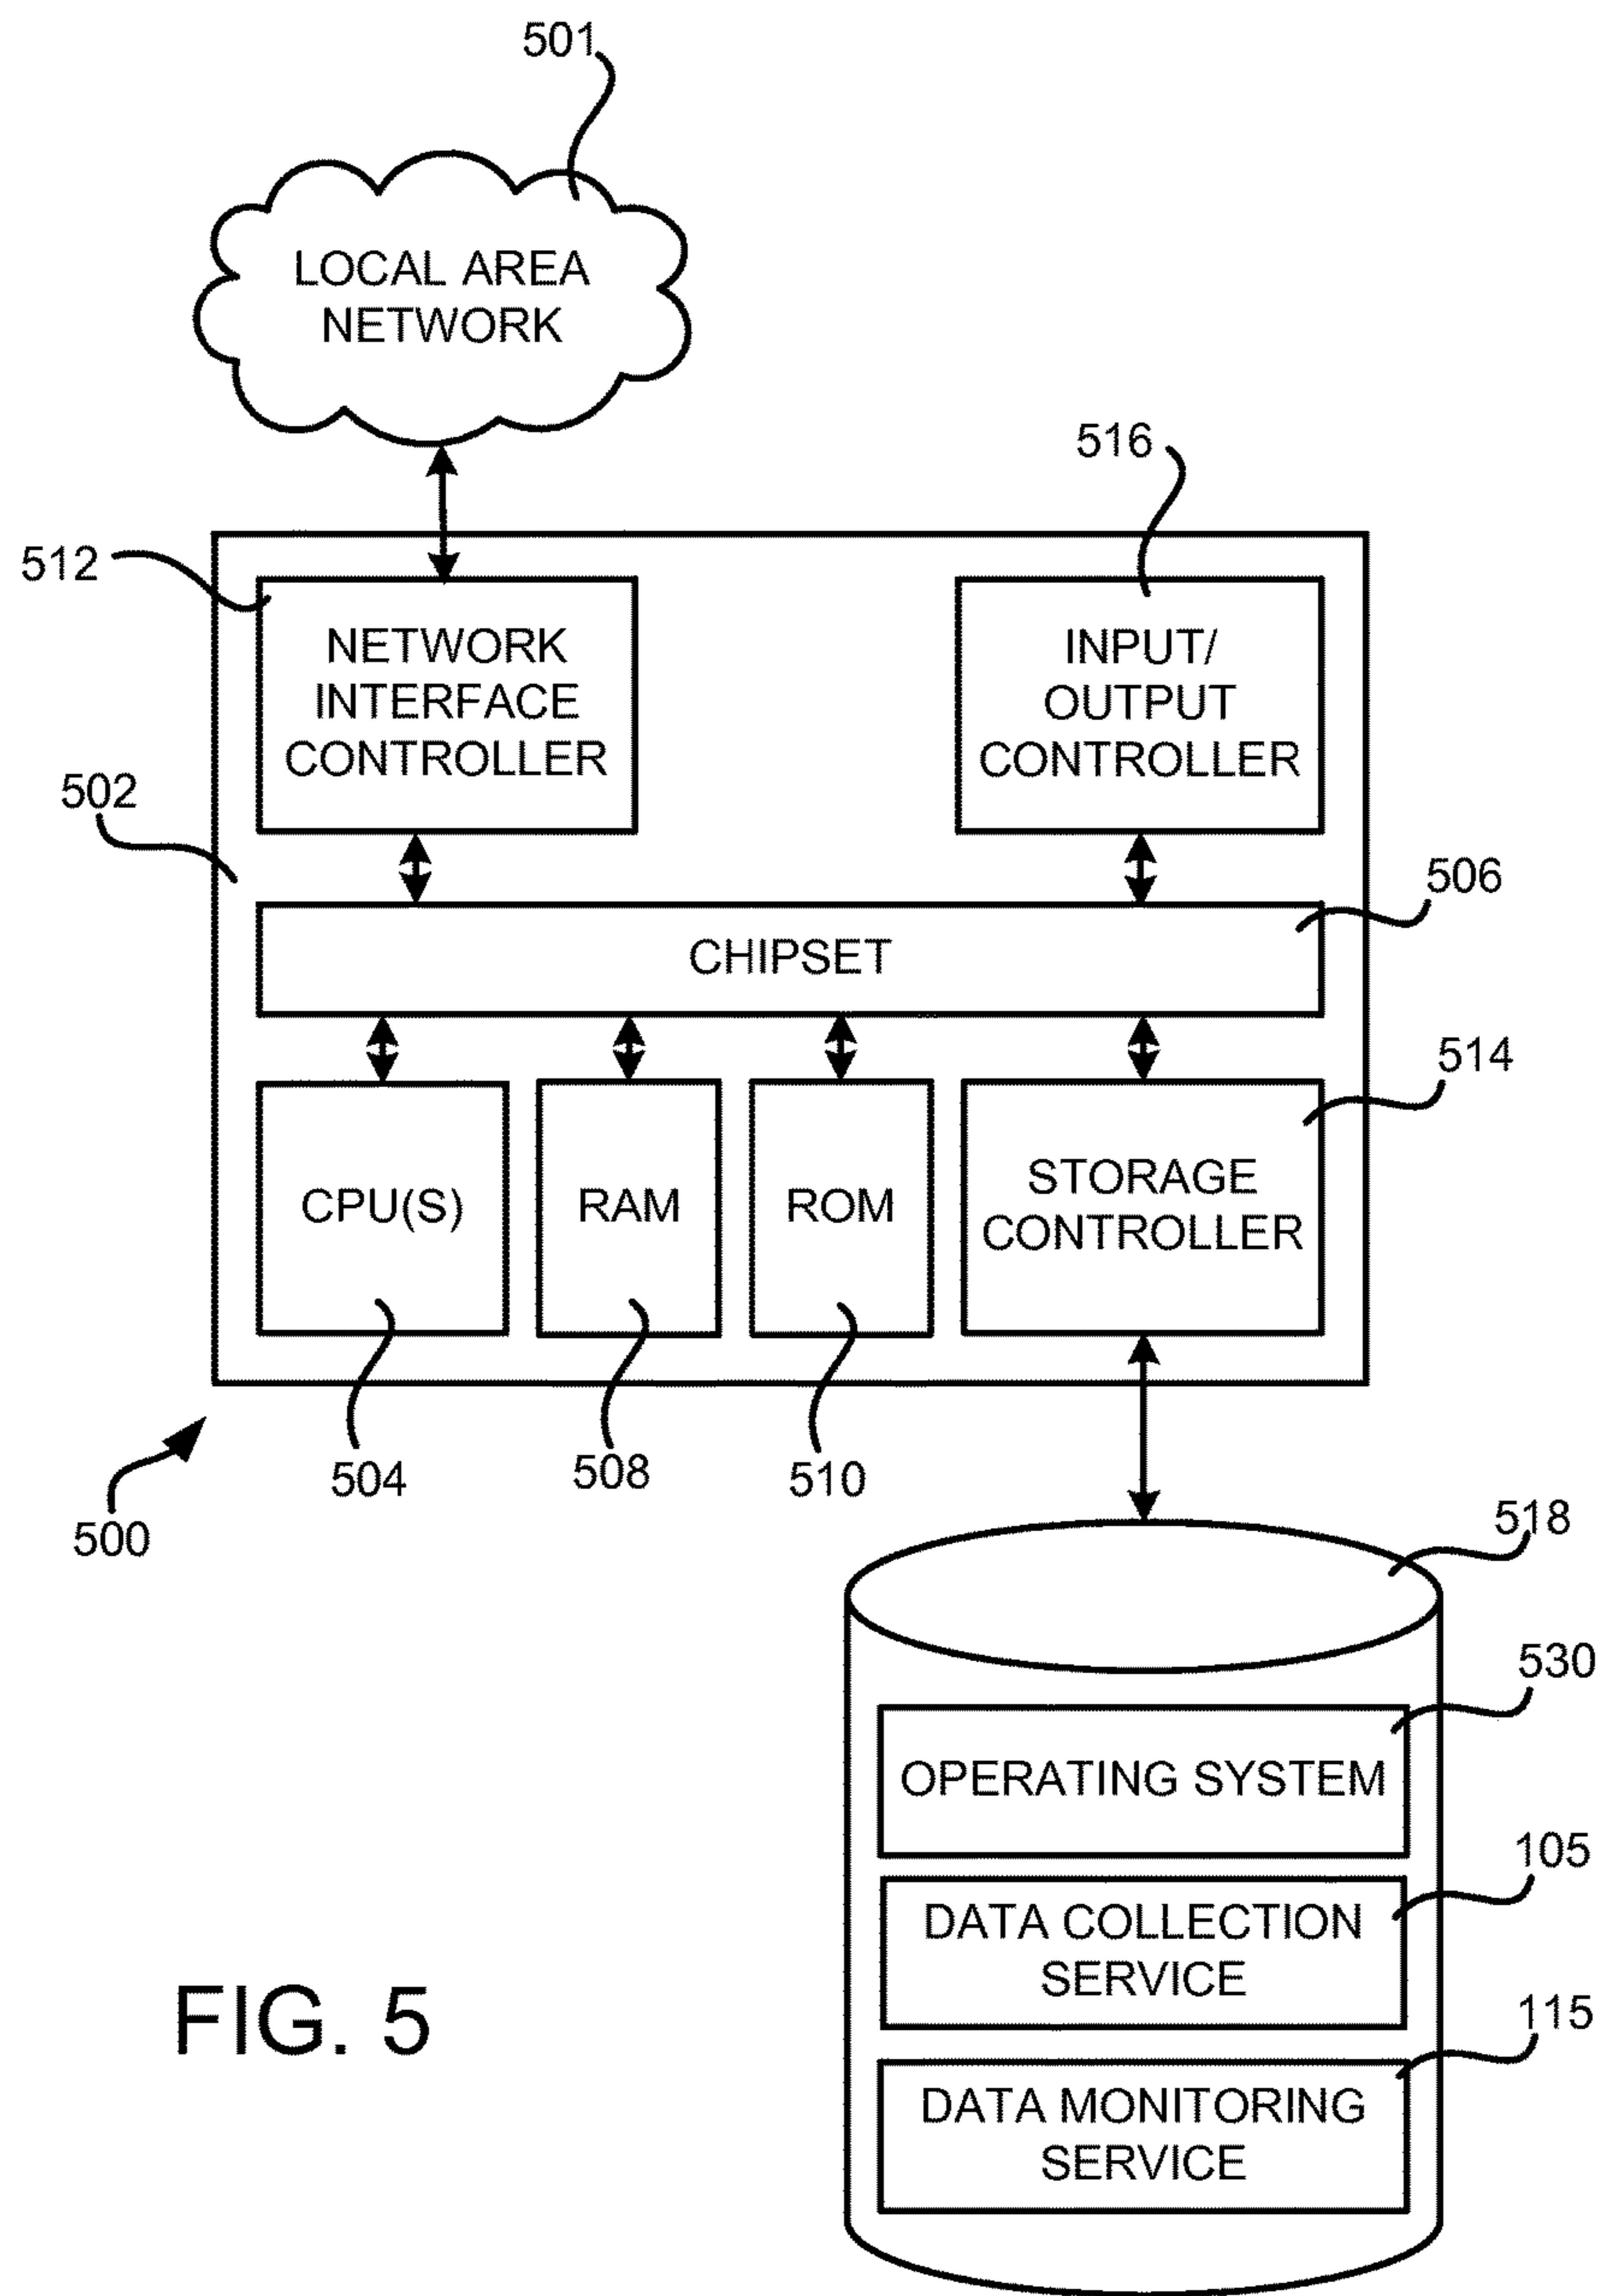 501
LOCAL AREA
NETWORK
516
512
NETWORK
INTERFACE
CONTROLLER
INPUT/
OUTPUT
CONTROLLER
502
506
CHIPSET
514
CPU(S)
RAM
ROM
STORAGE
CONTROLLER
504
508
510
500
518
530
OPERATING SYSTEM
105
DATA COLLECTION
SERVICE
115
DATA MONITORING
SERVICE
FIG. 5